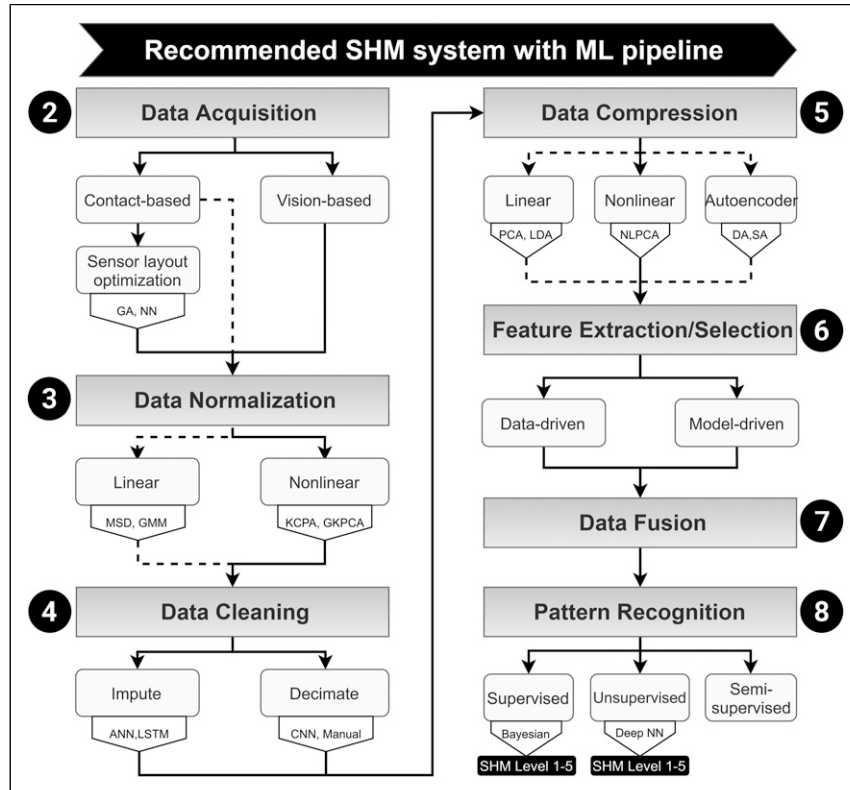 Recommended SHM system with ML pipeline
2
Data Acquisition
Contact-based
Vision-based
Sensor layout
optimization
GA, NN
3
Data Normalization
Linear
Nonlinear
MSD, GMM
KCPA, GKPCA
4
Data Cleaning
Impute
Decimate
ANN,LSTM
CNN, Manual
Data Compression
5
Linear
Nonlinear
Autoencoder
PCA, LDA
NLPCA
DA,SA
Feature Extraction/Selection
6
Data-driven
Model-driven
Data Fusion
7
Pattern Recognition
8
Supervised
Unsupervised
Semi-
supervised
Bayesian
Deep NN
SHM Level 1-5
SHM Level 1-5